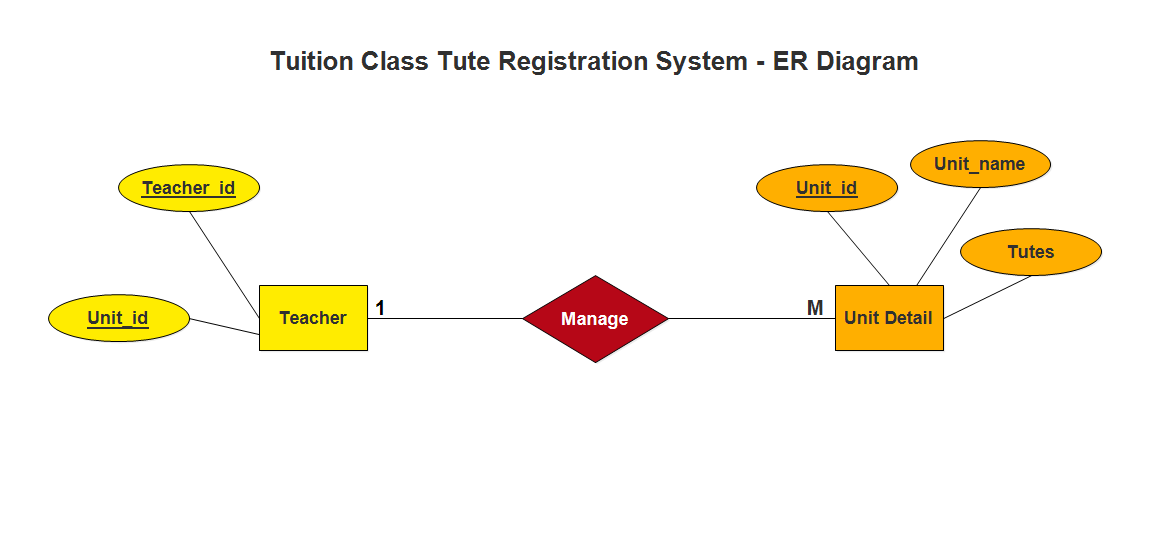 Tuition Class Tute Registration System - ER Diagram
Teacher_id
Unit_id
Teacher
1
Manage
M
Unit Detail
Unit_id
Unit_name
Tutes